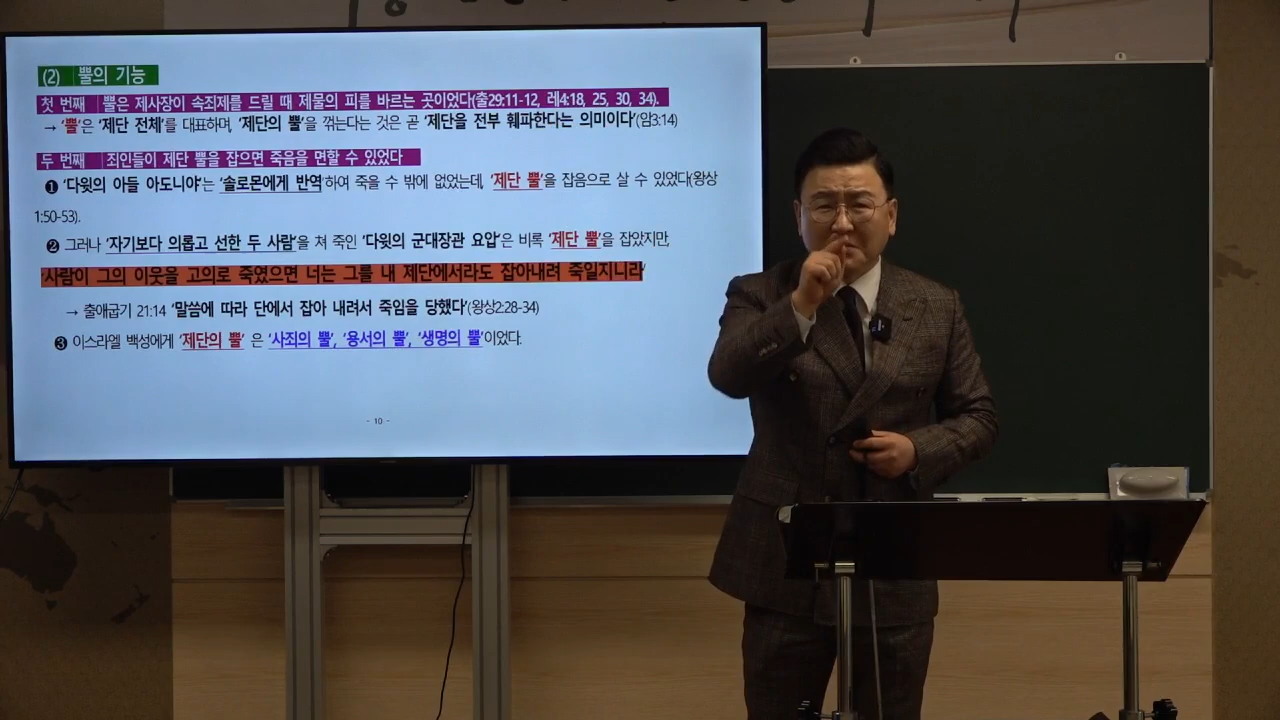 (2) 뿔의 기능
첫 번째 뿔은 제사장이 속죄제를 드릴 때 제물의 피를 바르는 곳이었다(출29:11-12, 레4:18, 25, 30, 34).
→ '뿔'은 '제단 전체'를 대표하며, '제단의 뿔'을 꺾는다는 것은 곧 '제단을 전부 훼파한다는 의미이다'(암3:14)
두 번째 죄인들이 제단 뿔을 잡으면 죽음을 면할 수 있었다
❶ '다윗의 아들 아도니야'는 '솔로몬에게 반역'하여 죽을 수 밖에 없었는데, '제단 뿔'을 잡음으로 살 수 있었다(왕상
1:50-53).
❷ 그러나 '자기보다 의롭고 선한 두 사람'을 쳐 죽인 '다윗의 군대장관 요압'은 비록 '제단 뿔'을 잡았지만,
'사람이 그의 이웃을 고의로 죽였으면 너는 그를 내 제단에서라도 잡아내려 죽일지니라'
→ 출애굽기 21:14 '말씀에 따라 단에서 잡아 내려서 죽임을 당했다'(왕상2:28-34)
❸ 이스라엘 백성에게 '제단의 뿔' 은 '사죄의 뿔', '용서의 뿔', '생명의 뿔'이었다.
- 10 -